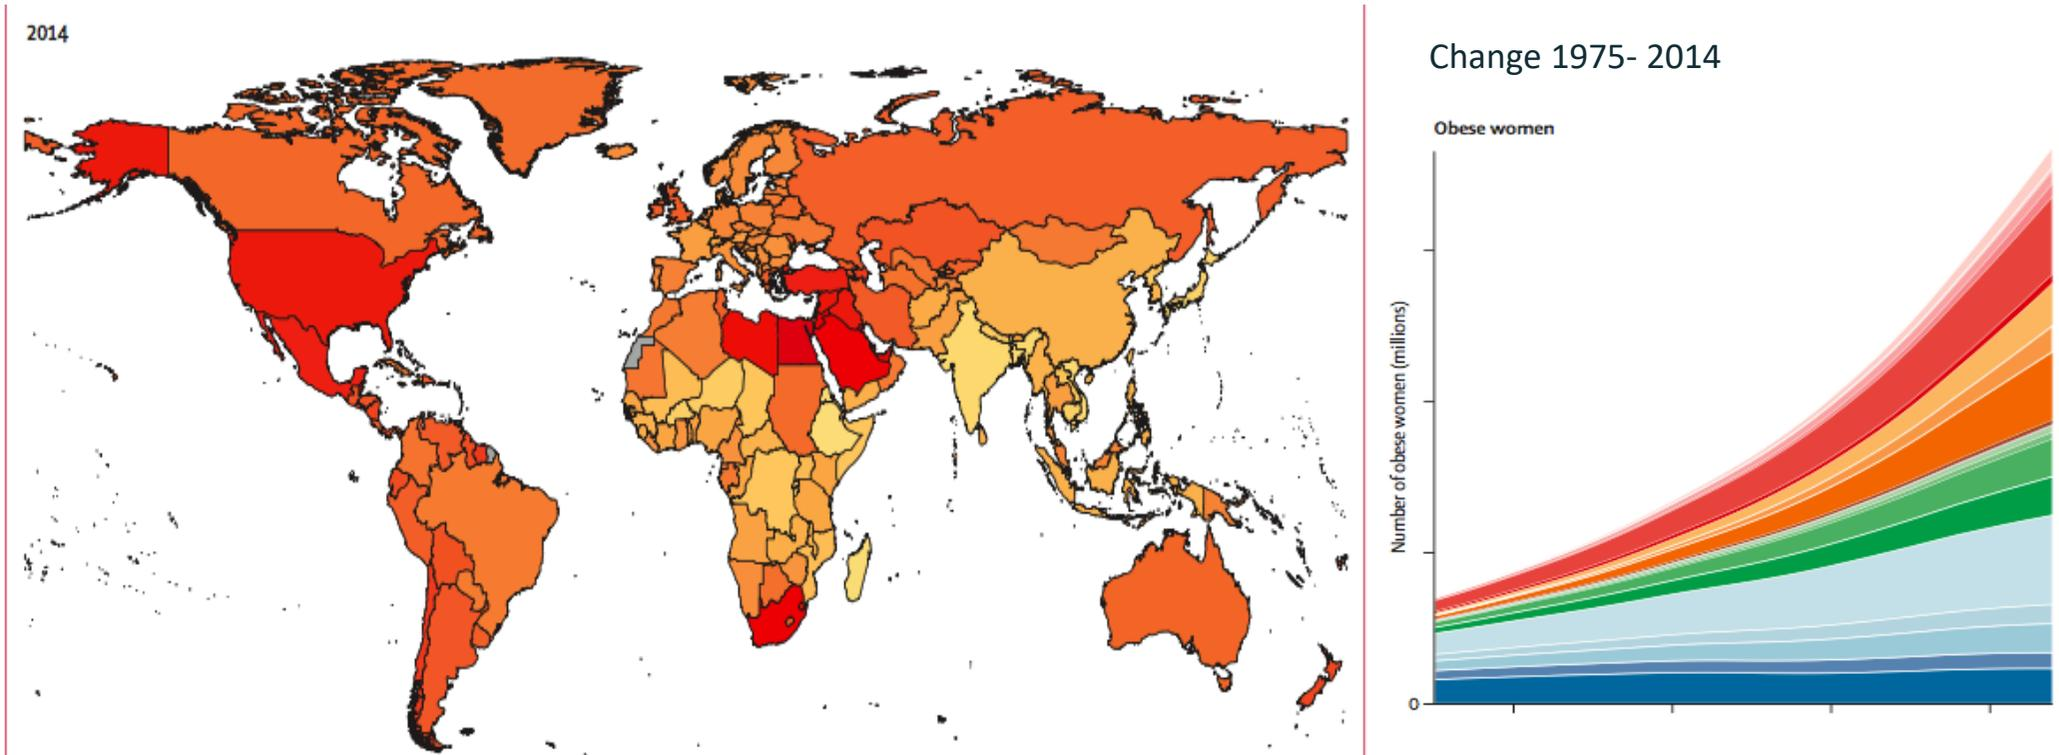 2014
Change 1975- 2014
Obese women
Number of obese women (millions)
0